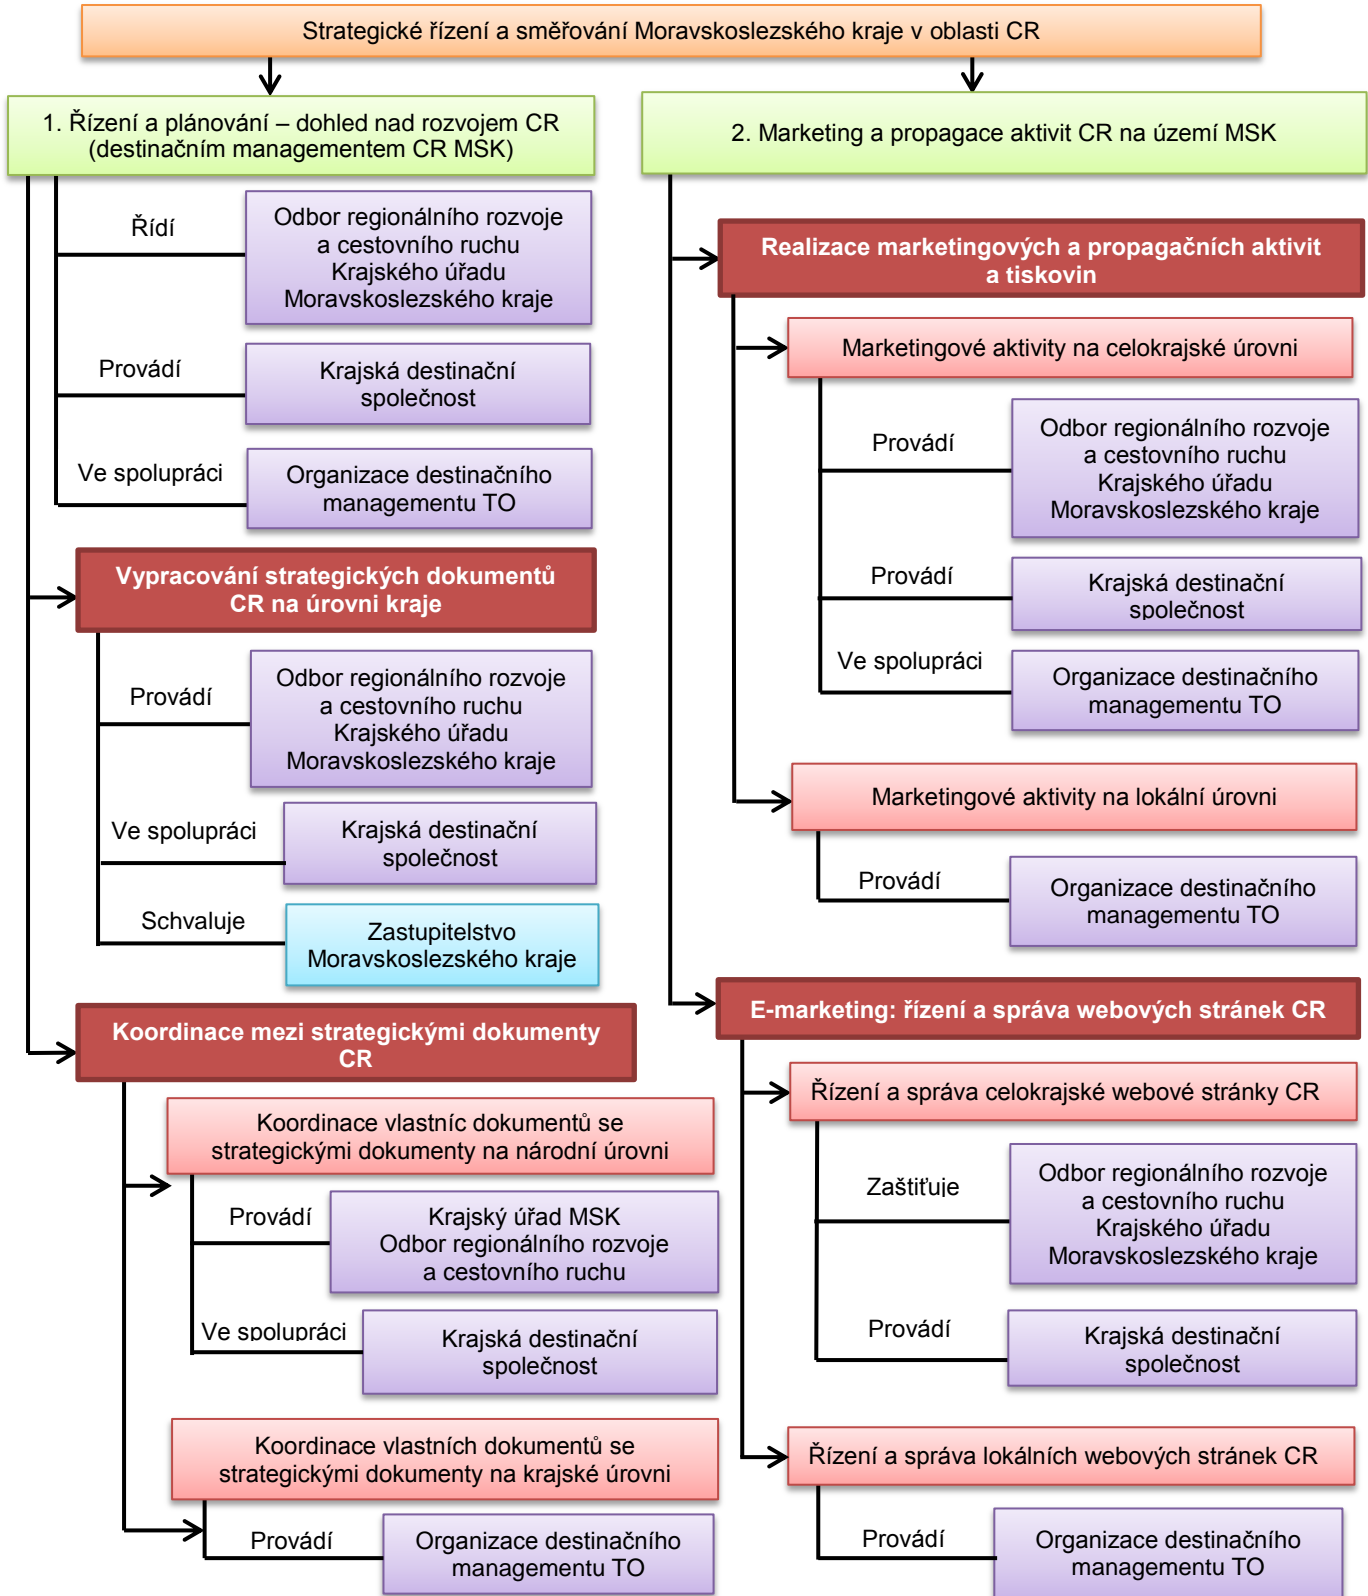 Strategické řízení a směřování Moravskoslezského kraje v oblasti CR
1. Řízení a plánování – dohled nad rozvojem CR
(destinačním managementem CR MSK)
Řídí
Odbor regionálního rozvoje
a cestovního ruchu
Krajského úřadu
Moravskoslezského kraje
Provádí
Krajská destinační
společnost
Ve spolupráci
Organizace destinačního
managementu TO
Vypracování strategických dokumentů
CR na úrovni kraje
Provádí
Odbor regionálního rozvoje
a cestovního ruchu
Krajského úřadu
Moravskoslezského kraje
Ve spolupráci
Krajská destinační
společnost
Schvaluje
Zastupitelstvo
Moravskoslezského kraje
Koordinace mezi strategickými dokumenty
CR
Koordinace vlastníc dokumentů se
strategickými dokumenty na národní úrovni
Provádí
Krajský úřad MSK
Odbor regionálního rozvoje
a cestovního ruchu
Ve spolupráci
Krajská destinační
společnost
Koordinace vlastních dokumentů se
strategickými dokumenty na krajské úrovni
Provádí
Organizace destinačního
managementu TO
2. Marketing a propagace aktivit CR na území MSK
Realizace marketingových a propagačních aktivit
a tiskovin
Marketingové aktivity na celokrajské úrovni
Provádí
Odbor regionálního rozvoje
a cestovního ruchu
Krajského úřadu
Moravskoslezského kraje
Provádí
Krajská destinační
společnost
Ve spolupráci
Organizace destinačního
managementu TO
Marketingové aktivity na lokální úrovni
Provádí
Organizace destinačního
managementu TO
E-marketing: řízení a správa webových stránek CR
Řízení a správa celokrajské webové stránky CR
Zaštiťuje
Odbor regionálního rozvoje
a cestovního ruchu
Krajského úřadu
Moravskoslezského kraje
Provádí
Krajská destinační
společnost
Řízení a správa lokálních webových stránek CR
Provádí
Organizace destinačního
managementu TO